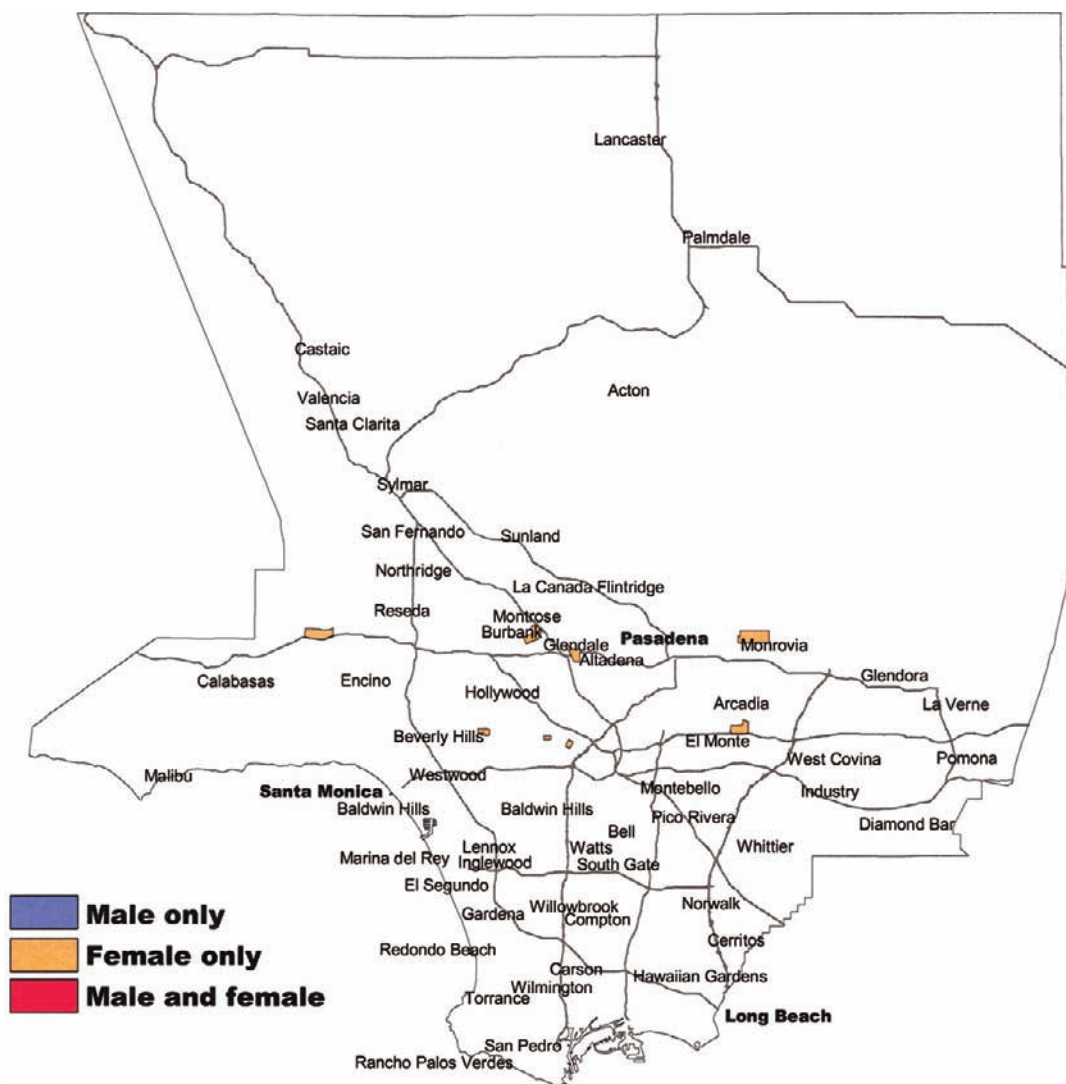 Lancaster
Palmdale
Castaic
Acton
Valencia
Santa Clarita
Sylmar
San Fernando
Sunland
Northridge
La Canada Flintridge
Reseda
Montrose
Burbank
Glendale
Pasadena
Monrovia
Altadena
Calabasas
Encino
Hollywood
Glendora
Arcadia
La Verne
Beverly Hills
El Monte
West Covina
Pomona
Malibu
Westwood
Santa Monica
Montebello
Industry
Baldwin Hills
Baldwin Hills
Pico Rivera
Diamond Bar
Bell
Lennox
Watts
Whittier
Marina del Rey
Inglewood
South Gate
El Segundo
Willowbrook
Norwalk
Gardena
Compton
Male only
Redondo Beach
Cerritos
Female only
Carson
Hawaiian Gardens
Wilmington
Torrance
Male and female
Long Beach
San Pedro
Rancho Palos Verdes